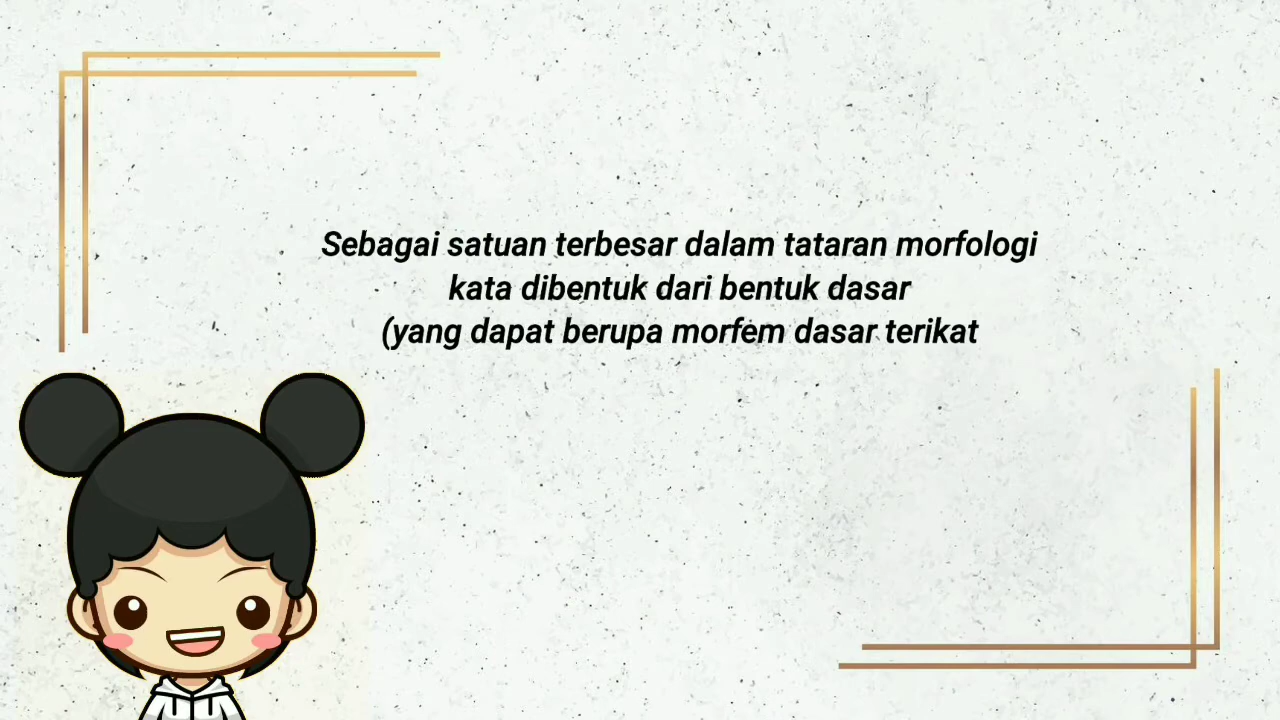 Sebagai satuan terbesar dalam tataran morfologi
kata dibentuk dari bentuk dasar
(yang dapat berupa morfem dasar terikat